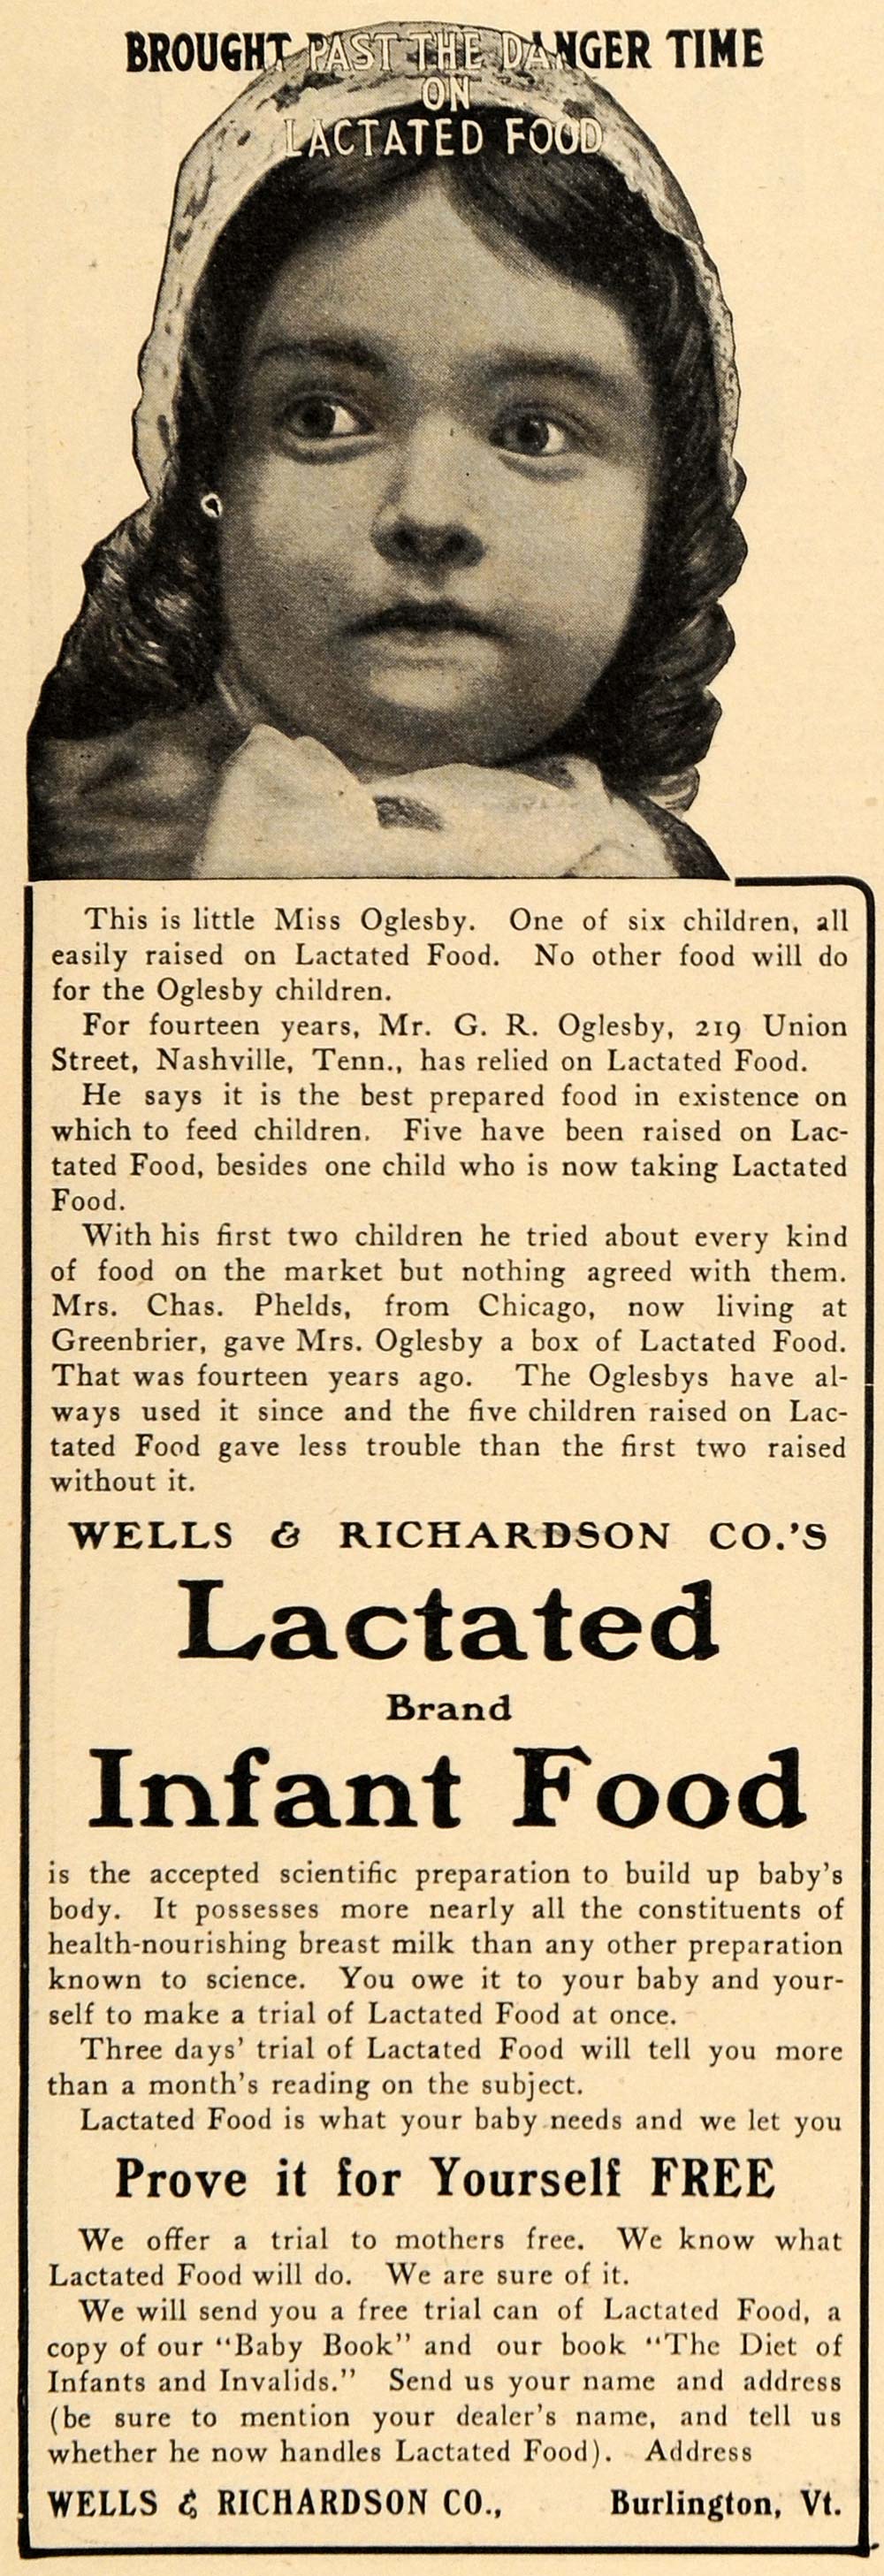 BROUGHT PAST THE DANGER TIME
ON
LACTATED FOOD
This is little Miss Oglesby. One of six children, all
easily raised on Lactated Food. No other food will do
for the Oglesby children.
For fourteen years, Mr. G. R. Oglesby, 219 Union
Street, Nashville, Tenn., has relied on Lactated Food.
He says it is the best prepared food in existence on
which to feed children. Five have been raised on Lac-
tated Food, besides one child who is now taking Lactated
Food.
With his first two children he tried about every kind
of food on the market but nothing agreed with them.
Mrs. Chas. Phelds, from Chicago, now living at
Greenbrier, gave Mrs. Oglesby a box of Lactated Food.
That was fourteen years ago. The Oglesbys have al-
ways used it since and the five children raised on Lac-
tated Food gave less trouble than the first two raised
without it.
WELLS & RICHARDSON CO.'S
Lactated
Brand
Infant Food
is the accepted scientific preparation to build up baby's
body. It possesses more nearly all the constituents of
health-nourishing breast milk than any other preparation
known to science. You owe it to your baby and your-
self to make a trial of Lactated Food at once.
Three days' trial of Lactated Food will tell you more
than a month's reading on the subject.
Lactated Food is what your baby needs and we let you
Prove it for Yourself FREE
We offer a trial to mothers free. We know what
Lactated Food will do. We are sure of it.
We will send you a free trial can of Lactated Food, a
copy of our "Baby Book" and our book "The Diet of
Infants and Invalids." Send us your name and address
(be sure to mention your dealer's name, and tell us
whether he now handles Lactated Food). Address
WELLS & RICHARDSON CO., Burlington, Vt.